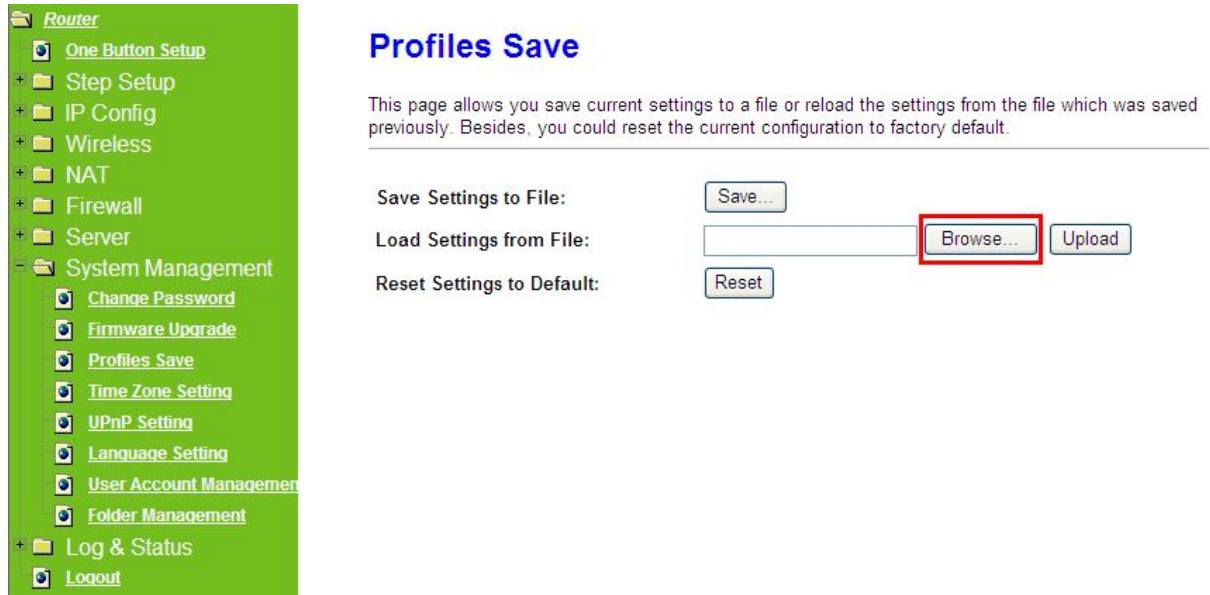 Router
One Button Setup
Step Setup
IP Config
Wireless
NAT
Firewall
Server
System Management
Change Password
Firmware Upgrade
Profiles Save
Time Zone Setting
UPnP Setting
Language Setting
User Account Managemen
Folder Management
Log & Status
Logout
Profiles Save
This page allows you save current settings to a file or reload the settings from the file which was saved
previously. Besides, you could reset the current configuration to factory default.
Save Settings to File: Save...
Load Settings from File: Browse... Upload
Reset Settings to Default: Reset